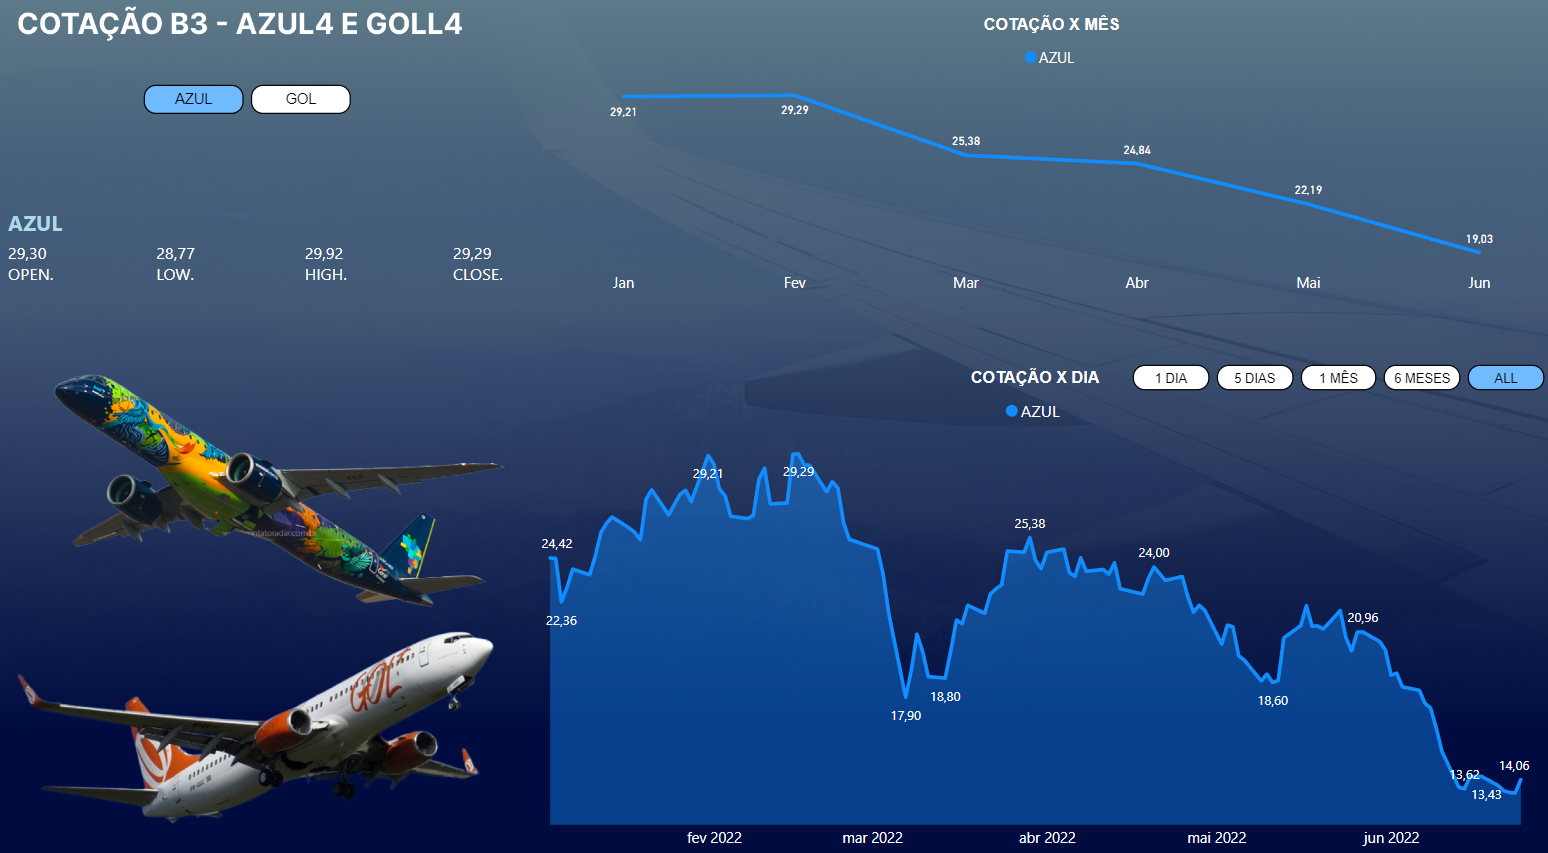 COTAÇÃO B3 - AZUL4 E GOLL4
AZUL GOL
AZUL
29,30 28,77 29,92 29,29
OPEN. LOW. HIGH. CLOSE.
COTAÇÃO X MÊS
AZUL
29,21 29,29 25,38 24,84 22,19 19,03
Jan Fev Mar Abr Mai Jun
COTAÇÃO X DIA 1 DIA 5 DIAS 1 MÊS 6 MESES ALL
AZUL
24,42 22,36 29,21 29,29 17,90 18,80 25,38 24,00 18,60 20,96 13,62 13,43 14,06
fev 2022 mar 2022 abr 2022 mai 2022 jun 2022
GOL